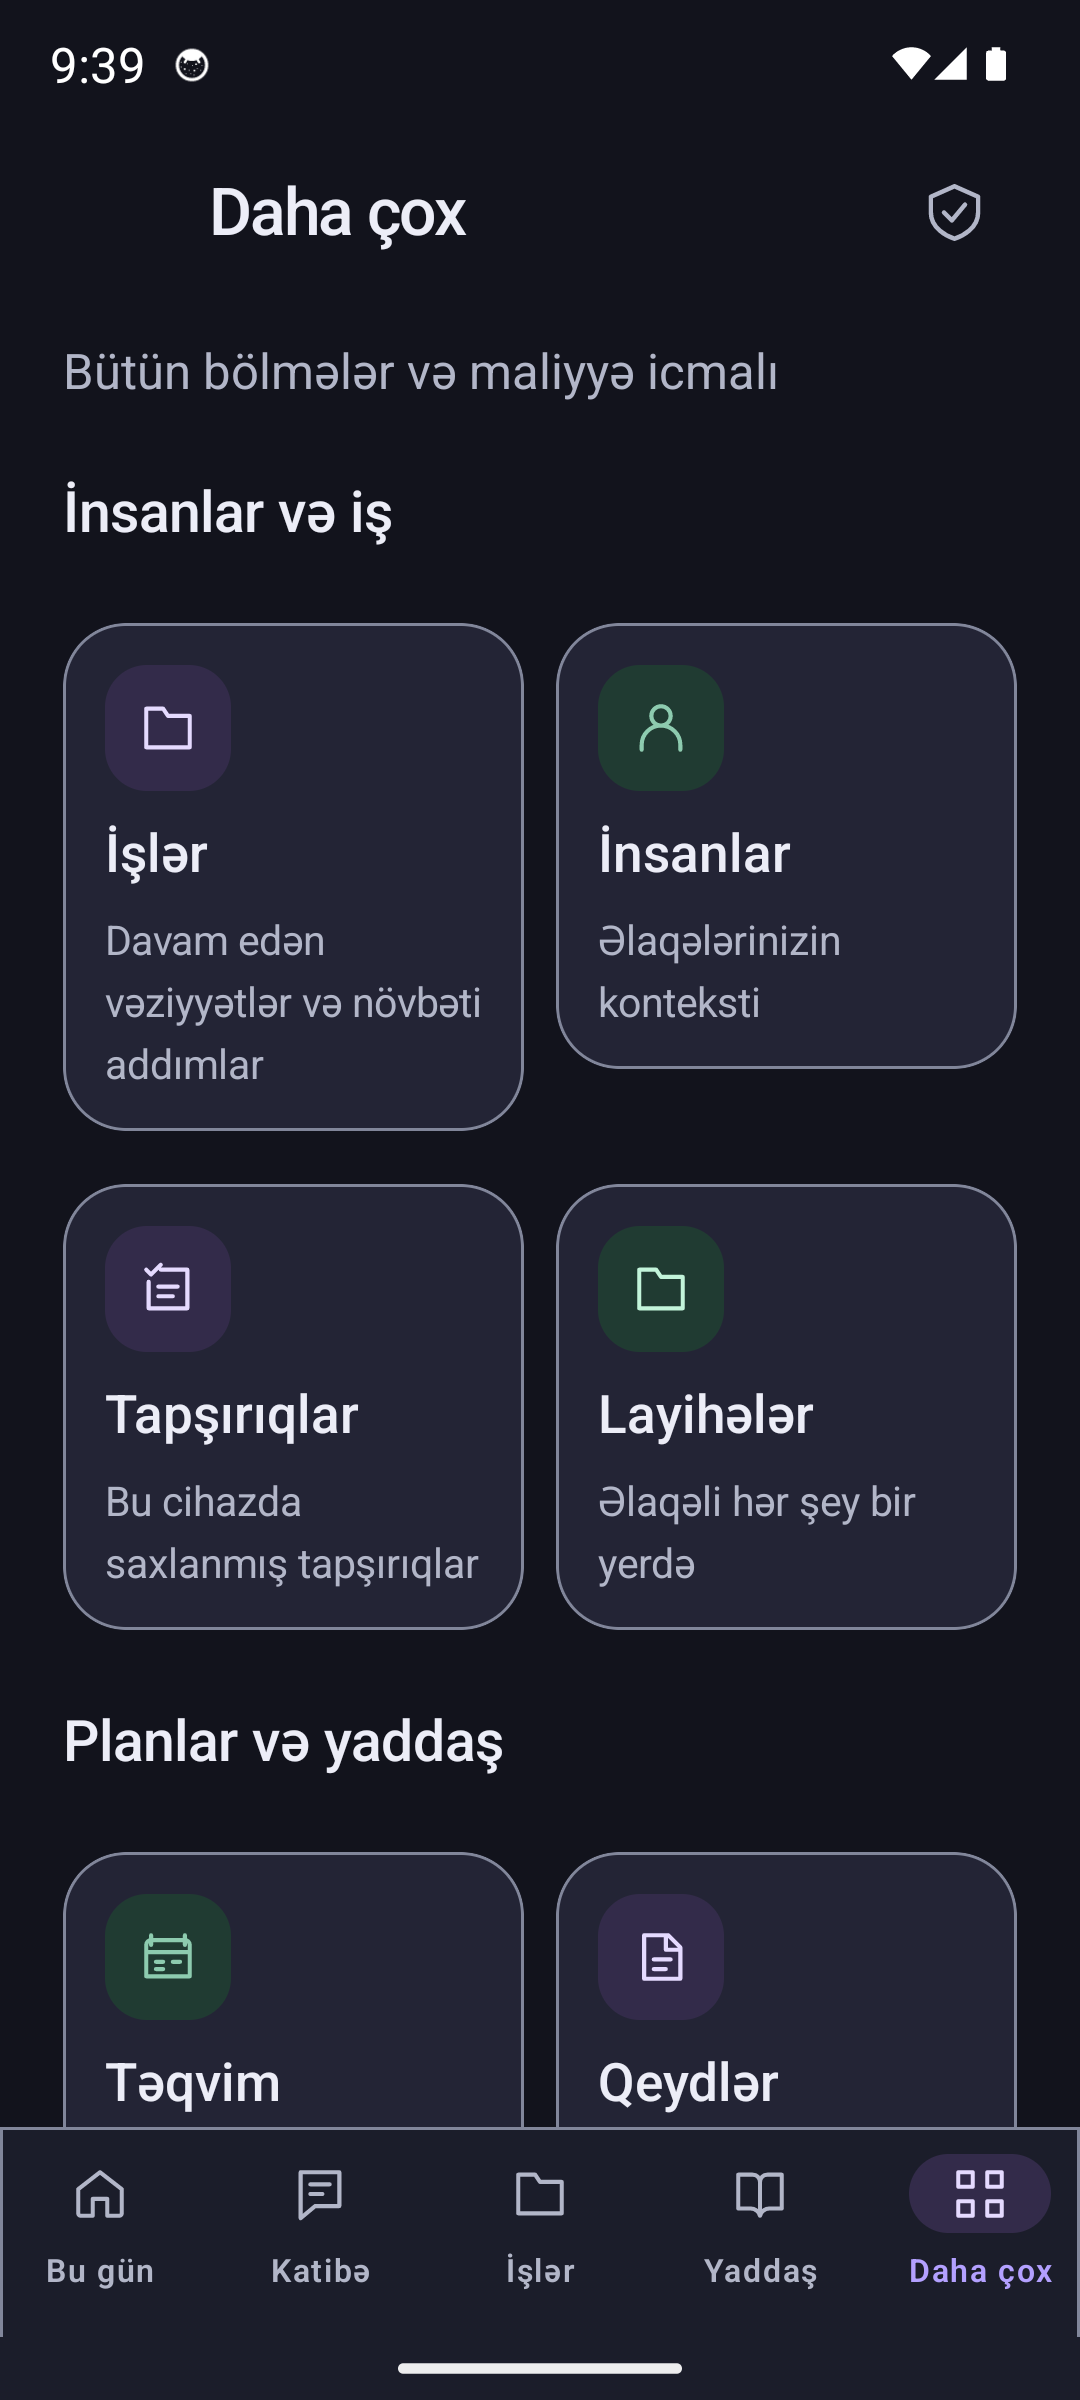 9:39
Daha çox
Bütün bölmələr və maliyyə icmalı
İnsanlar və iş
İşlər
Davam edən
vəziyyətlər və növbəti
addımlar
İnsanlar
Əlaqələrinizin
konteksti
Tapşırıqlar
Bu cihazda
saxlanmış tapşırıqlar
Layihələr
Əlaqəli hər şey bir
yerdə
Planlar və yaddaş
Təqvim
Qeydlər
Bu gün
Katibə
İşlər
Yaddaş
Daha çox